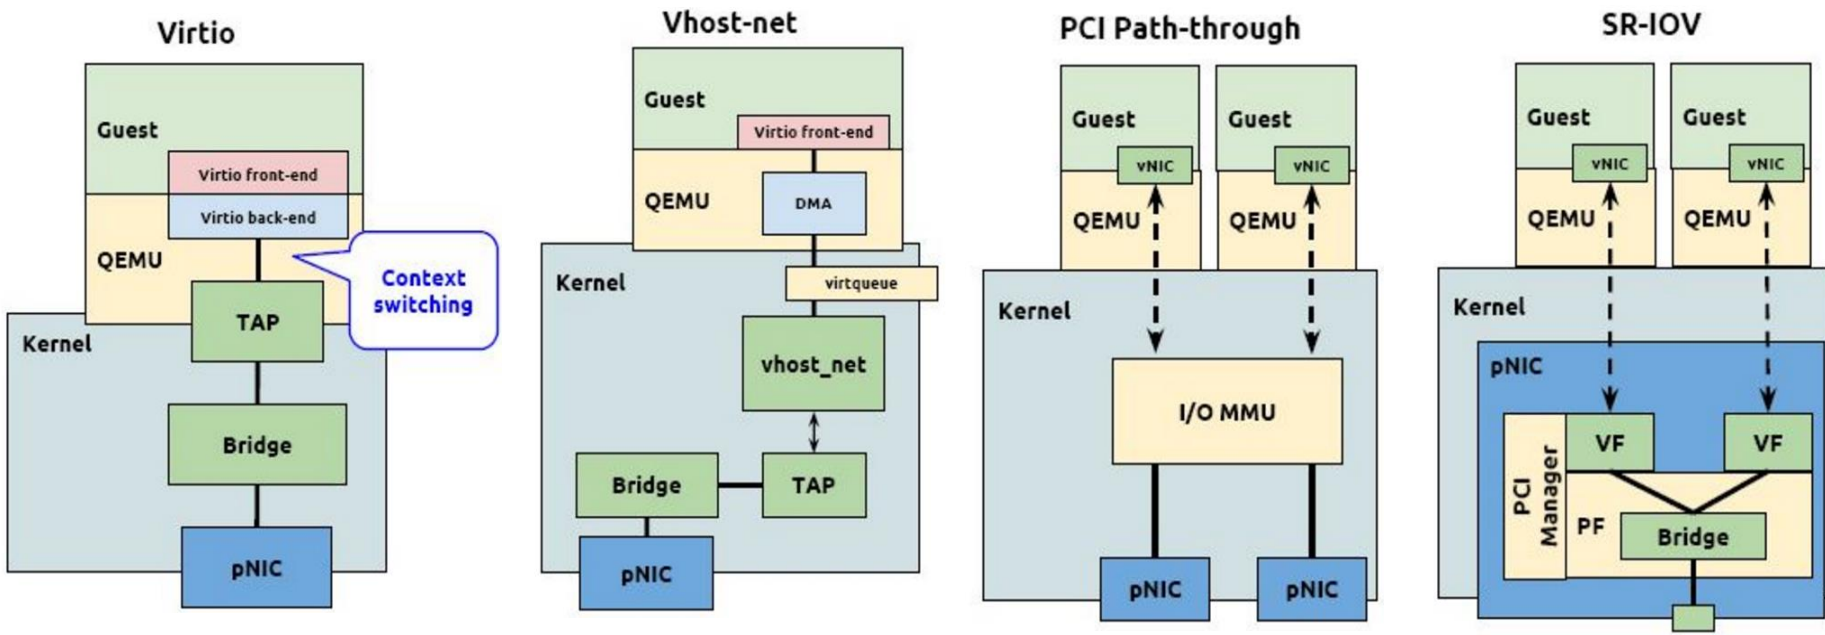 Virtio
Guest
Virtio front-end
Virtio back-end
QEMU
Context
switching
TAP
Kernel
Bridge
pNIC
Vhost-net
Guest
Virtio front-end
QEMU
DMA
Kernel
virtqueue
vhost_net
Bridge
TAP
pNIC
PCI Path-through
Guest
Guest
vNIC
vNIC
QEMU
QEMU
Kernel
I/O MMU
pNIC
pNIC
SR-IOV
Guest
Guest
vNIC
vNIC
QEMU
QEMU
Kernel
pNIC
VF
VF
PCI
Manager
PF
Bridge